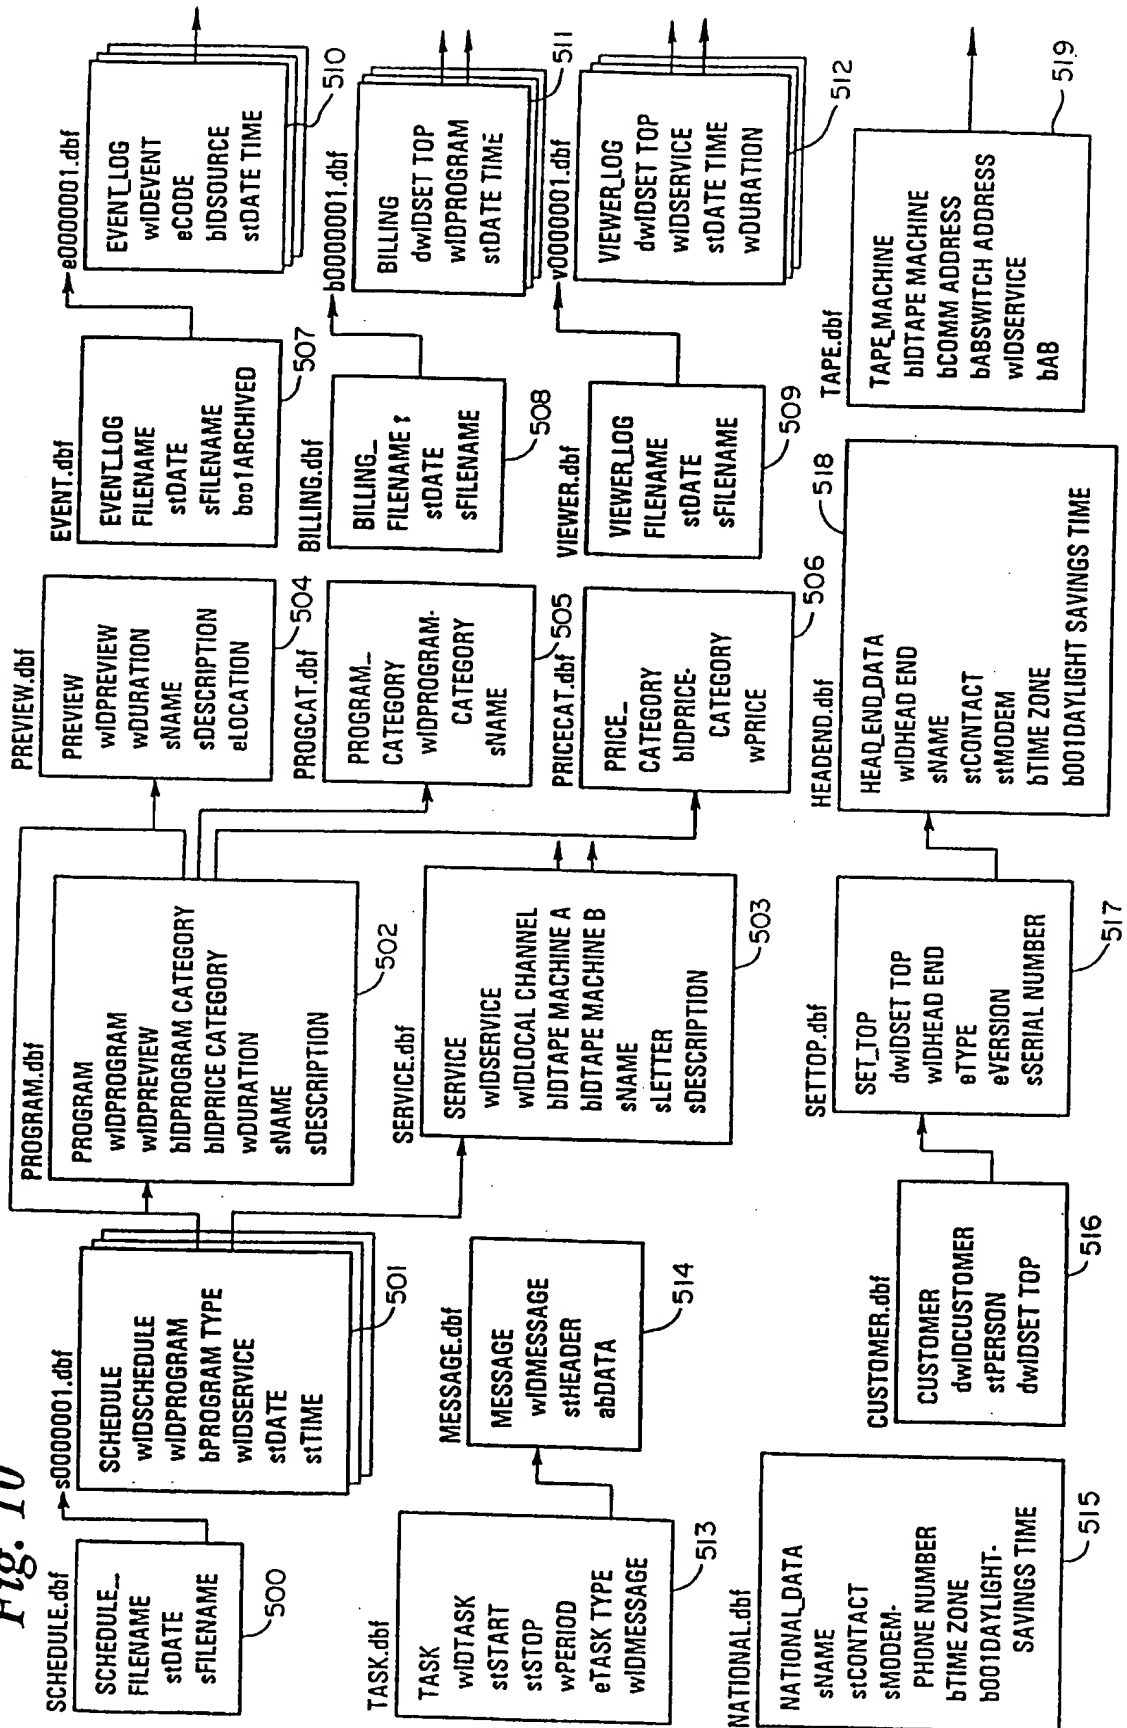 Fig. 10
SCHEDULE.dbf
SCHEDULE_
FILENAME
stDATE
sFILENAME
500
s0000001.dbf
SCHEDULE
wIDSCHEDULE
wIDPROGRAM
bPROGRAM TYPE
wIDSERVICE
stDATE
stTIME
501
PROGRAM.dbf
PROGRAM
wIDPROGRAM
wIDPREVIEW
bIDPROGRAM CATEGORY
bIDPRICE CATEGORY
wDURATION
sNAME
sDESCRIPTION
502
SERVICE.dbf
SERVICE
wIDSERVICE
wIDLOCAL CHANNEL
bIDTAPE MACHINE A
bIDTAPE MACHINE B
sNAME
sLETTER
sDESCRIPTION
503
PREVIEW.dbf
PREVIEW
wIDPREVIEW
wDURATION
sNAME
sDESCRIPTION
eLOCATION
504
PROGCAT.dbf
PROGRAM_
CATEGORY
wIDPROGRAM-
CATEGORY
sNAME
505
PRICECAT.dbf
PRICE_
CATEGORY
bIDPRICE-
CATEGORY
wPRICE
506
EVENT.dbf
EVENT_LOG
FILENAME
stDATE
sFILENAME
boo1ARCHIVED
507
BILLING.dbf
BILLING_
FILENAME
stDATE
sFILENAME
508
VIEWER.dbf
VIEWER_LOG
FILENAME
stDATE
sFILENAME
509
e0000001.dbf
EVENT_LOG
wIDEVENT
eCODE
bIDSOURCE
stDATE TIME
510
b0000001.dbf
BILLING
dwIDSET TOP
wIDPROGRAM
stDATE TIME
511
v0000001.dbf
VIEWER_LOG
dwIDSET TOP
wIDSERVICE
stDATE TIME
wDURATION
512
TASK.dbf
TASK
wIDTASK
stSTART
stSTOP
wPERIOD
eTASK TYPE
wIDMESSAGE
513
MESSAGE.dbf
MESSAGE
wIDMESSAGE
stHEADER
abDATA
514
NATIONAL.dbf
NATIONAL_DATA
sNAME
stCONTACT
sMODEM-
PHONE NUMBER
bTIME ZONE
b001DAYLIGHT-
SAVINGS TIME
515
CUSTOMER.dbf
CUSTOMER
dwIDCUSTOMER
stPERSON
dwIDSET TOP
516
SETTOP.dbf
SET_TOP
dwIDSET TOP
wIDHEAD END
eTYPE
eVERSION
sSERIAL NUMBER
517
HEADEND.dbf
HEAD_END_DATA
wIDHEAD END
sNAME
stCONTACT
stMODEM
bTIME ZONE
b001DAYLIGHT SAVINGS TIME
518
TAPE.dbf
TAPE_MACHINE
bIDTAPE MACHINE
bCOMM ADDRESS
bABSWITCH ADDRESS
wIDSERVICE
bAB
519